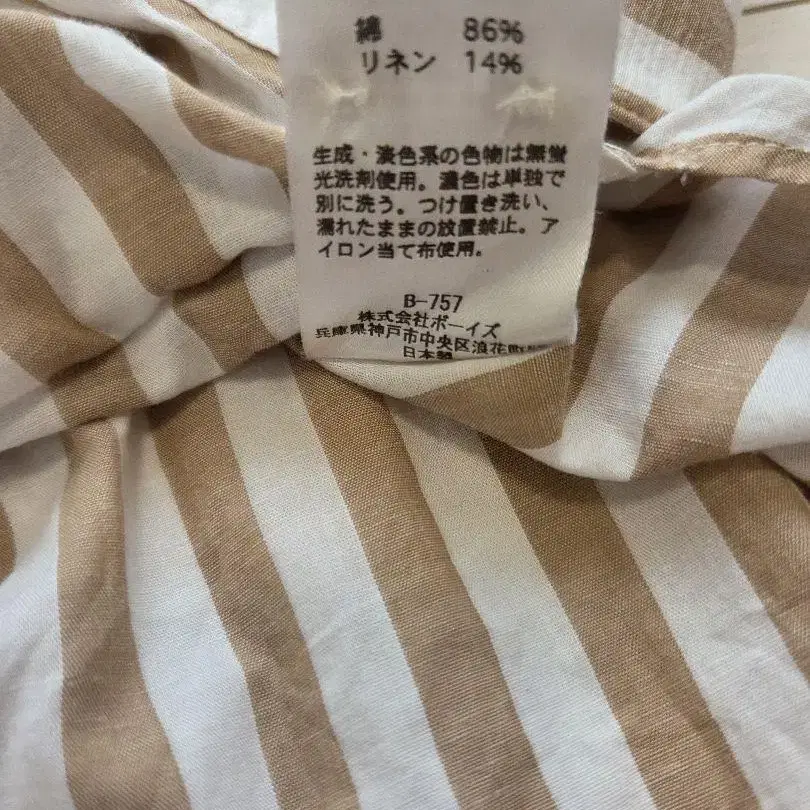 綿 86%
リネン 14%
生成・淡色系の色物は無蛍
光洗剤使用。濃色は単独で
別に洗う。つけ置き洗い、
濡れたままの放置禁止。ア
イロン当て布使用。
B-757
株式会社ボーイズ
兵庫県神戸市中央区浪花町
日本製